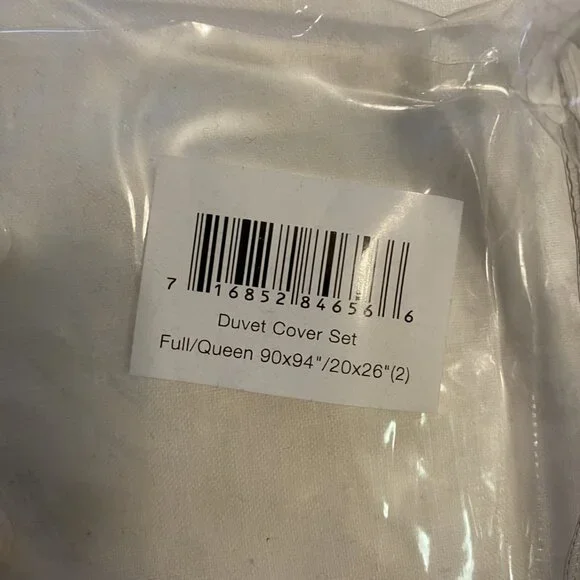 7 16852 84656 6
Duvet Cover Set
Full/Queen 90x94"/20x26"(2)